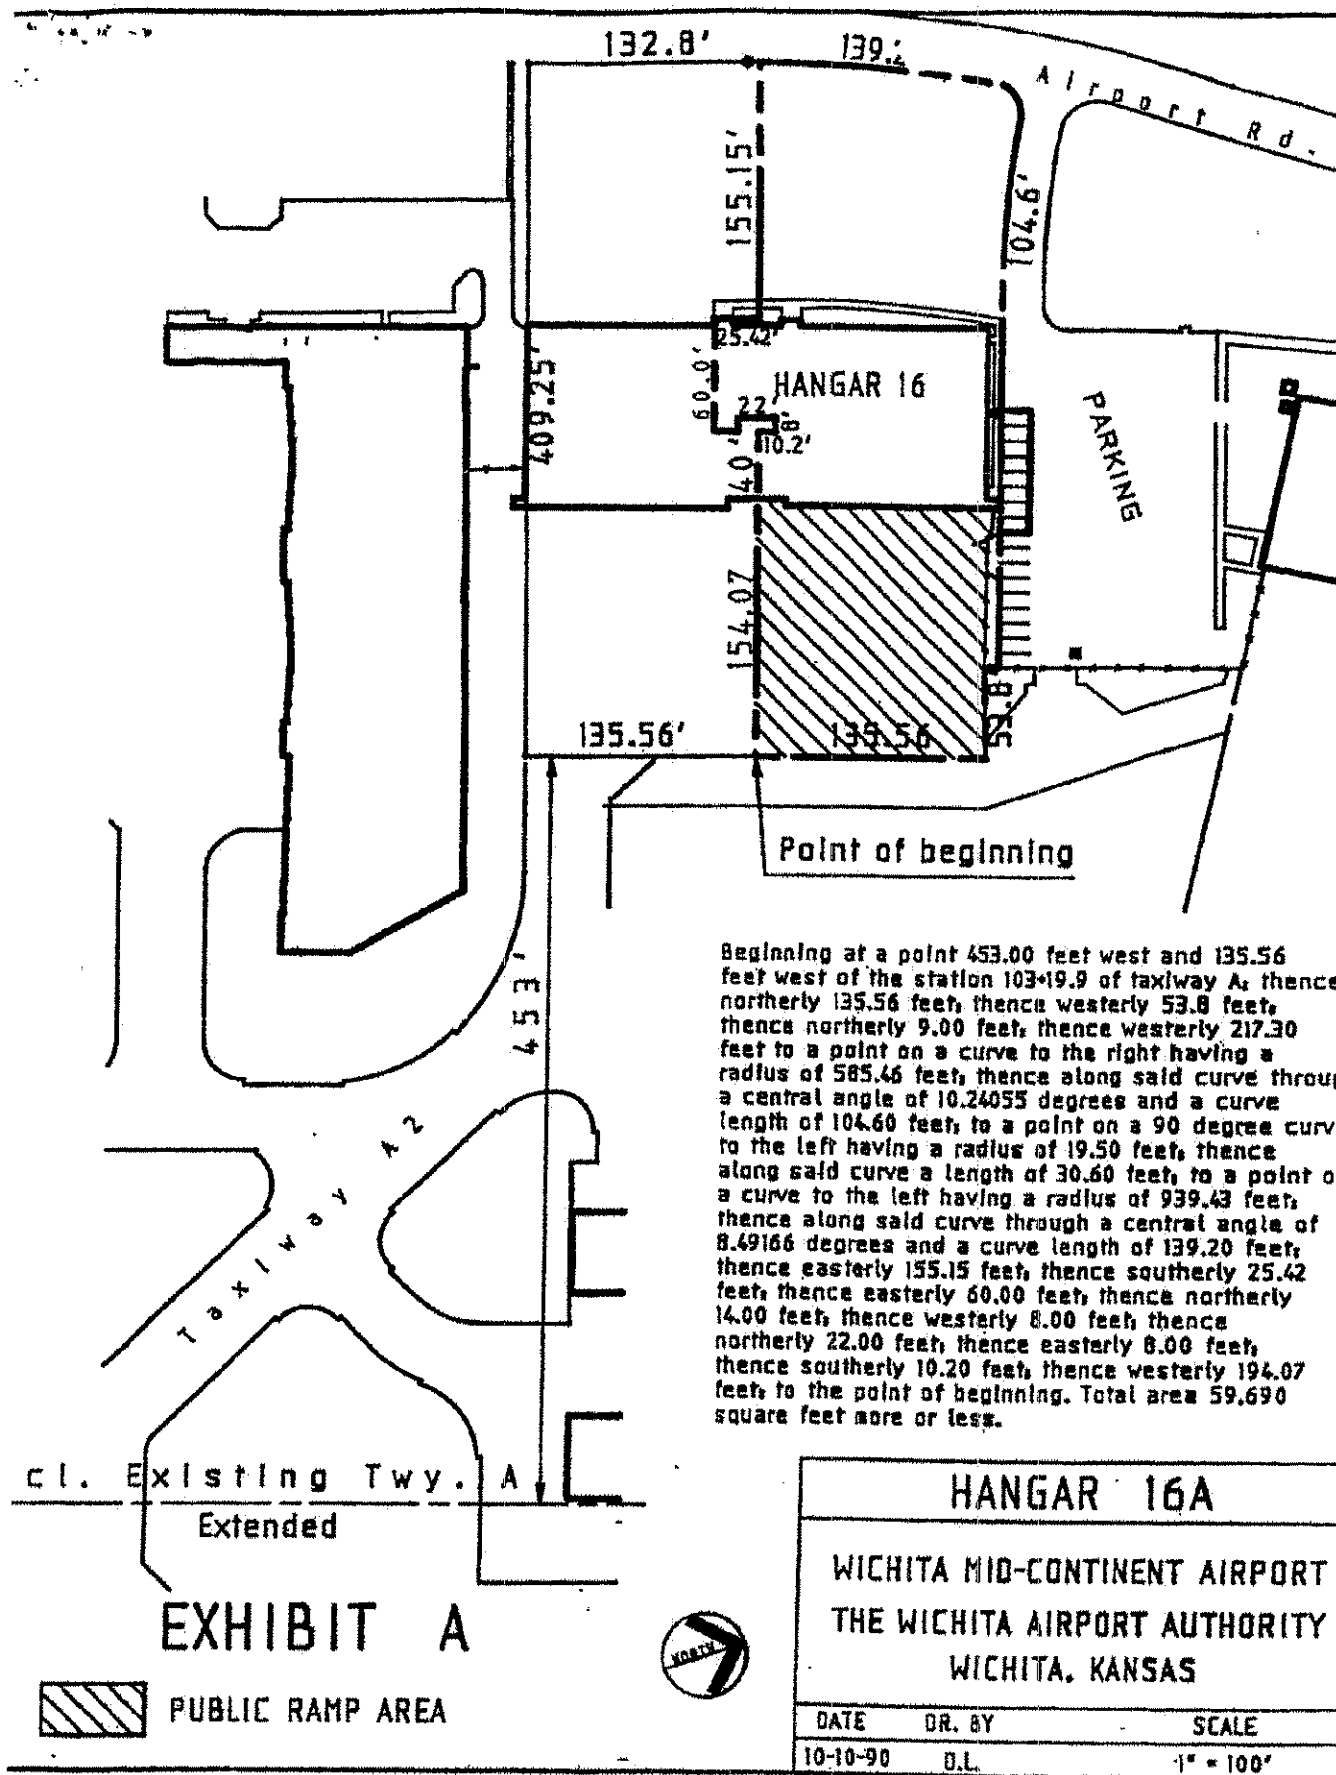 132.8'
139.2
Airport Rd.
155.15'
104.6'
25.42'
60.0'
409.25'
HANGAR 16
22'
8'
10.2'
40'
PARKING
154.07
135.56'
135.56
53.8
Point of beginning
453'
Beginning at a point 453.00 feet west and 135.56
feet west of the station 103+19.9 of taxiway A; thence
northerly 135.56 feet; thence westerly 53.8 feet;
thence northerly 9.00 feet; thence westerly 217.30
feet to a point on a curve to the right having a
radius of 585.46 feet; thence along said curve throug
a central angle of 10.24055 degrees and a curve
length of 104.60 feet; to a point on a 90 degree curv
to the left having a radius of 19.50 feet; thence
along said curve a length of 30.60 feet; to a point o
a curve to the left having a radius of 939.43 feet;
thence along said curve through a central angle of
8.49166 degrees and a curve length of 139.20 feet;
thence easterly 155.15 feet; thence southerly 25.42
feet; thence easterly 60.00 feet; thence northerly
14.00 feet; thence westerly 8.00 feet; thence
northerly 22.00 feet; thence easterly 8.00 feet;
thence southerly 10.20 feet; thence westerly 194.07
feet; to the point of beginning. Total area 59.690
square feet more or less.
Taxiway A2
cl. Existing Twy. A
Extended
EXHIBIT A
PUBLIC RAMP AREA
NORTH
HANGAR 16A
WICHITA MID-CONTINENT AIRPORT
THE WICHITA AIRPORT AUTHORITY
WICHITA, KANSAS
DATE DR. BY SCALE
10-10-90 D.L. 1" = 100'